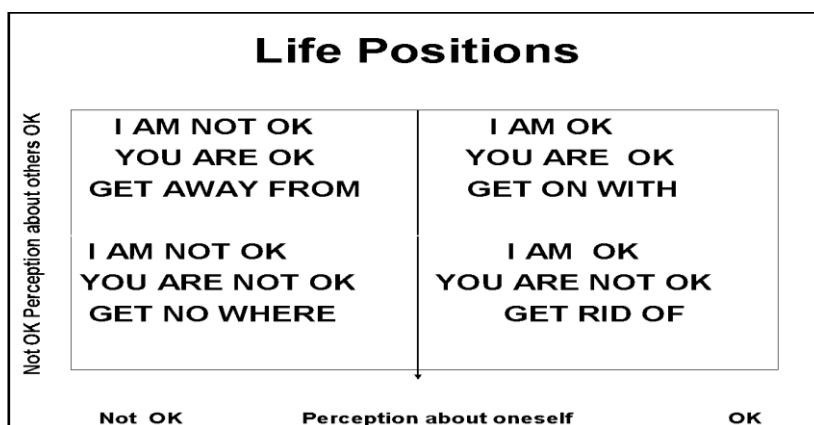 Life Positions
Not OK Perception about others OK
I AM NOT OK
YOU ARE OK
GET AWAY FROM
I AM OK
YOU ARE OK
GET ON WITH
I AM NOT OK
YOU ARE NOT OK
GET NO WHERE
I AM OK
YOU ARE NOT OK
GET RID OF
Not OK Perception about oneself OK